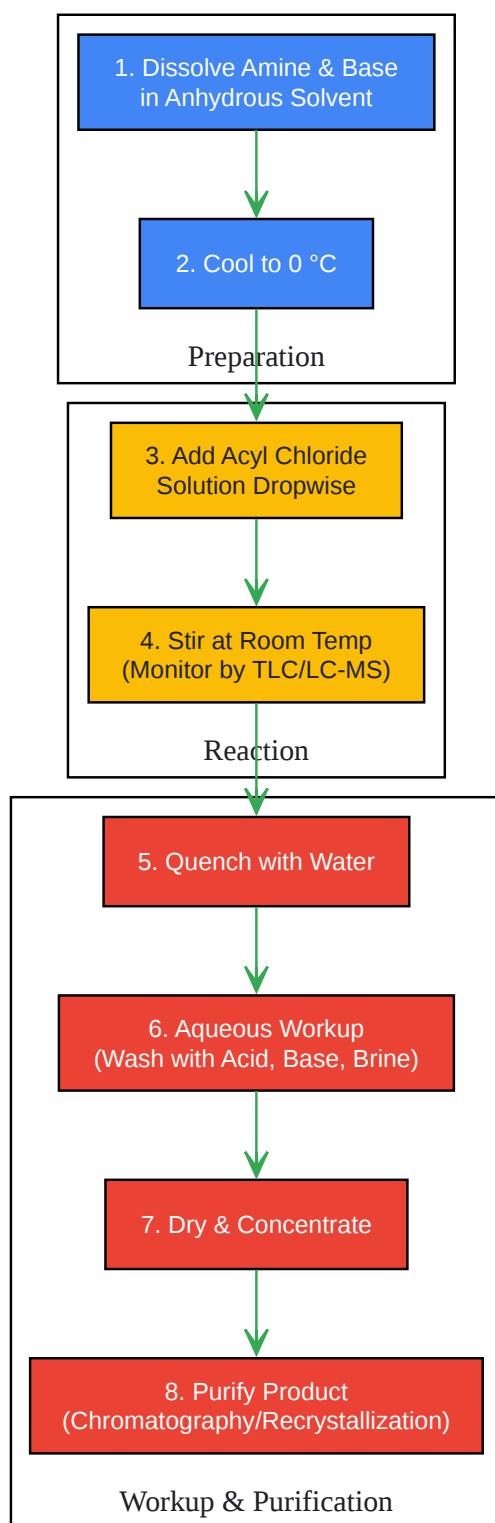 1. Dissolve Amine & Base
in Anhydrous Solvent
2. Cool to 0 °C
Preparation
3. Add Acyl Chloride
Solution Dropwise
4. Stir at Room Temp
(Monitor by TLC/LC-MS)
Reaction
5. Quench with Water
6. Aqueous Workup
(Wash with Acid, Base, Brine)
7. Dry & Concentrate
8. Purify Product
(Chromatography/Recrystallization)
Workup & Purification